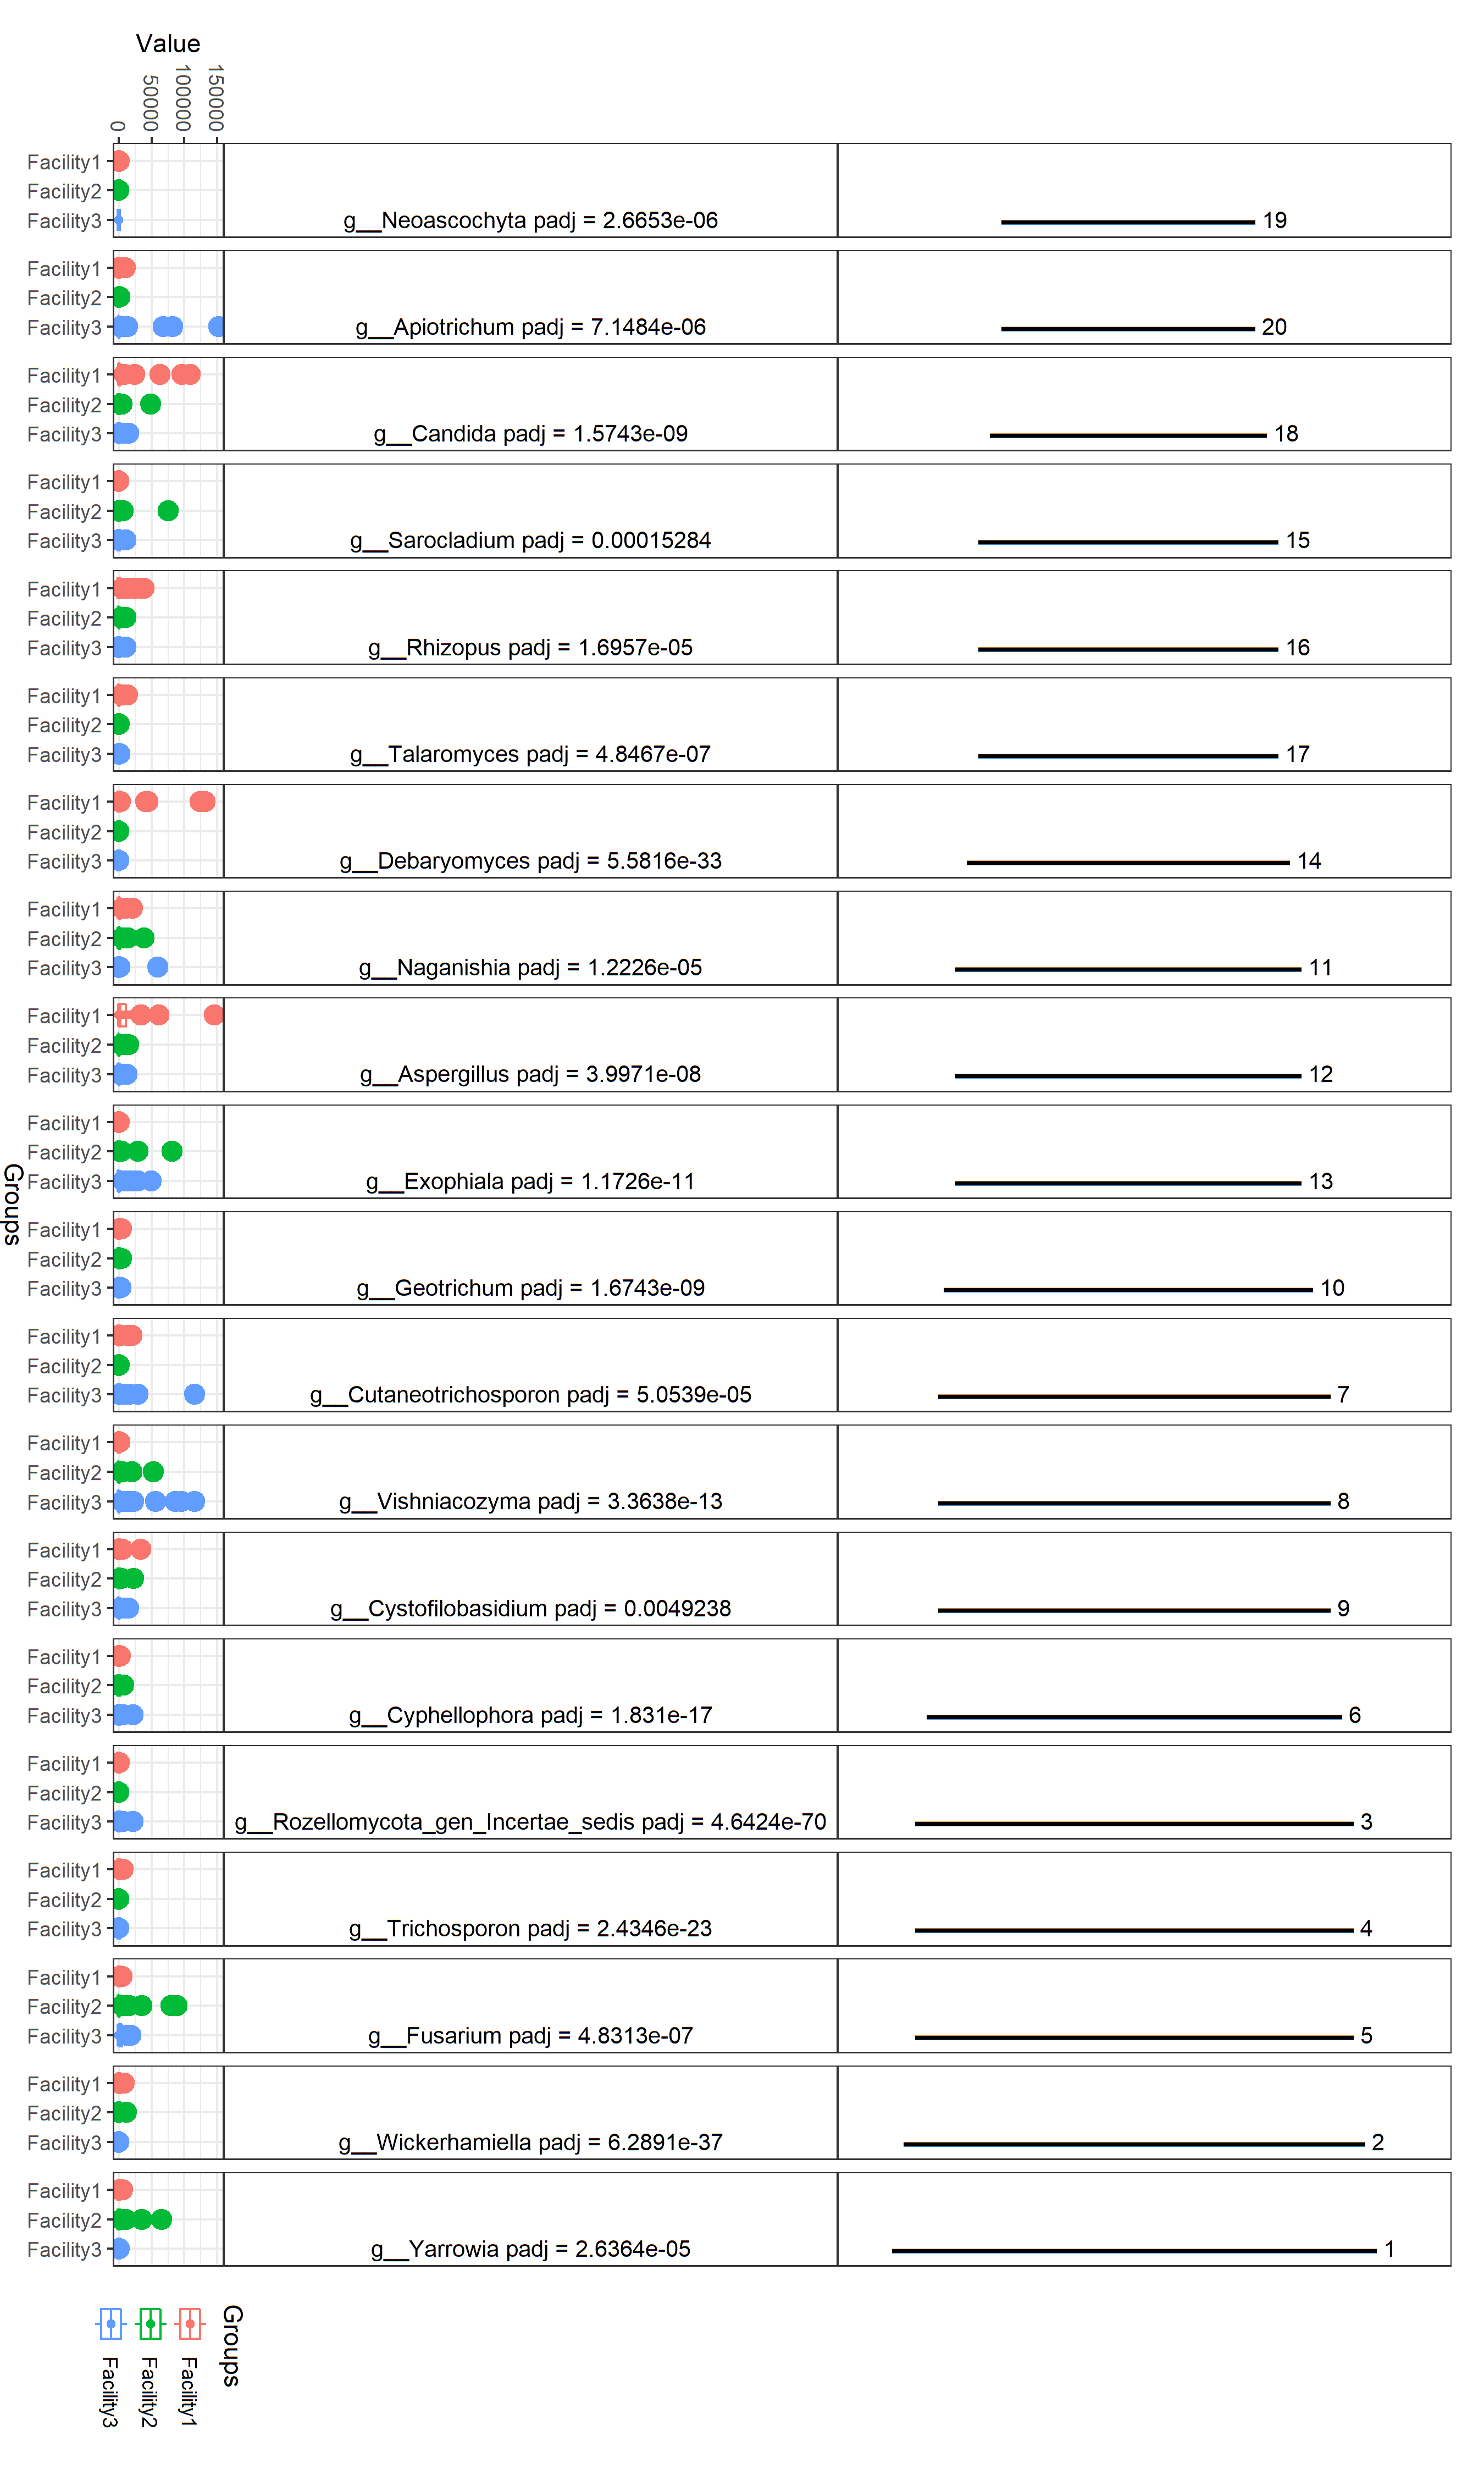 Value
0
50000
100000
150000
Facility1
Facility2
Facility3
g__Neoascochyta padj = 2.6653e-06
19
Facility1
Facility2
Facility3
g__Apiotrichum padj = 7.1484e-06
20
Facility1
Facility2
Facility3
g__Candida padj = 1.5743e-09
18
Facility1
Facility2
Facility3
g__Sarocladium padj = 0.00015284
15
Facility1
Facility2
Facility3
g__Rhizopus padj = 1.6957e-05
16
Facility1
Facility2
Facility3
g__Talaromyces padj = 4.8467e-07
17
Facility1
Facility2
Facility3
g__Debaryomyces padj = 5.5816e-33
14
Facility1
Facility2
Facility3
g__Naganishia padj = 1.2226e-05
11
Facility1
Facility2
Facility3
g__Aspergillus padj = 3.9971e-08
12
Facility1
Facility2
Facility3
g__Exophiala padj = 1.1726e-11
13
Groups
Facility1
Facility2
Facility3
g__Geotrichum padj = 1.6743e-09
10
Facility1
Facility2
Facility3
g__Cutaneotrichosporon padj = 5.0539e-05
7
Facility1
Facility2
Facility3
g__Vishniacozyma padj = 3.3638e-13
8
Facility1
Facility2
Facility3
g__Cystofilobasidium padj = 0.0049238
9
Facility1
Facility2
Facility3
g__Cyphellophora padj = 1.831e-17
6
Facility1
Facility2
Facility3
g__Rozellomycota_gen_Incertae_sedis padj = 4.6424e-70
3
Facility1
Facility2
Facility3
g__Trichosporon padj = 2.4346e-23
4
Facility1
Facility2
Facility3
g__Fusarium padj = 4.8313e-07
5
Facility1
Facility2
Facility3
g__Wickerhamiella padj = 6.2891e-37
2
Facility1
Facility2
Facility3
g__Yarrowia padj = 2.6364e-05
1
Groups
Facility1
Facility2
Facility3